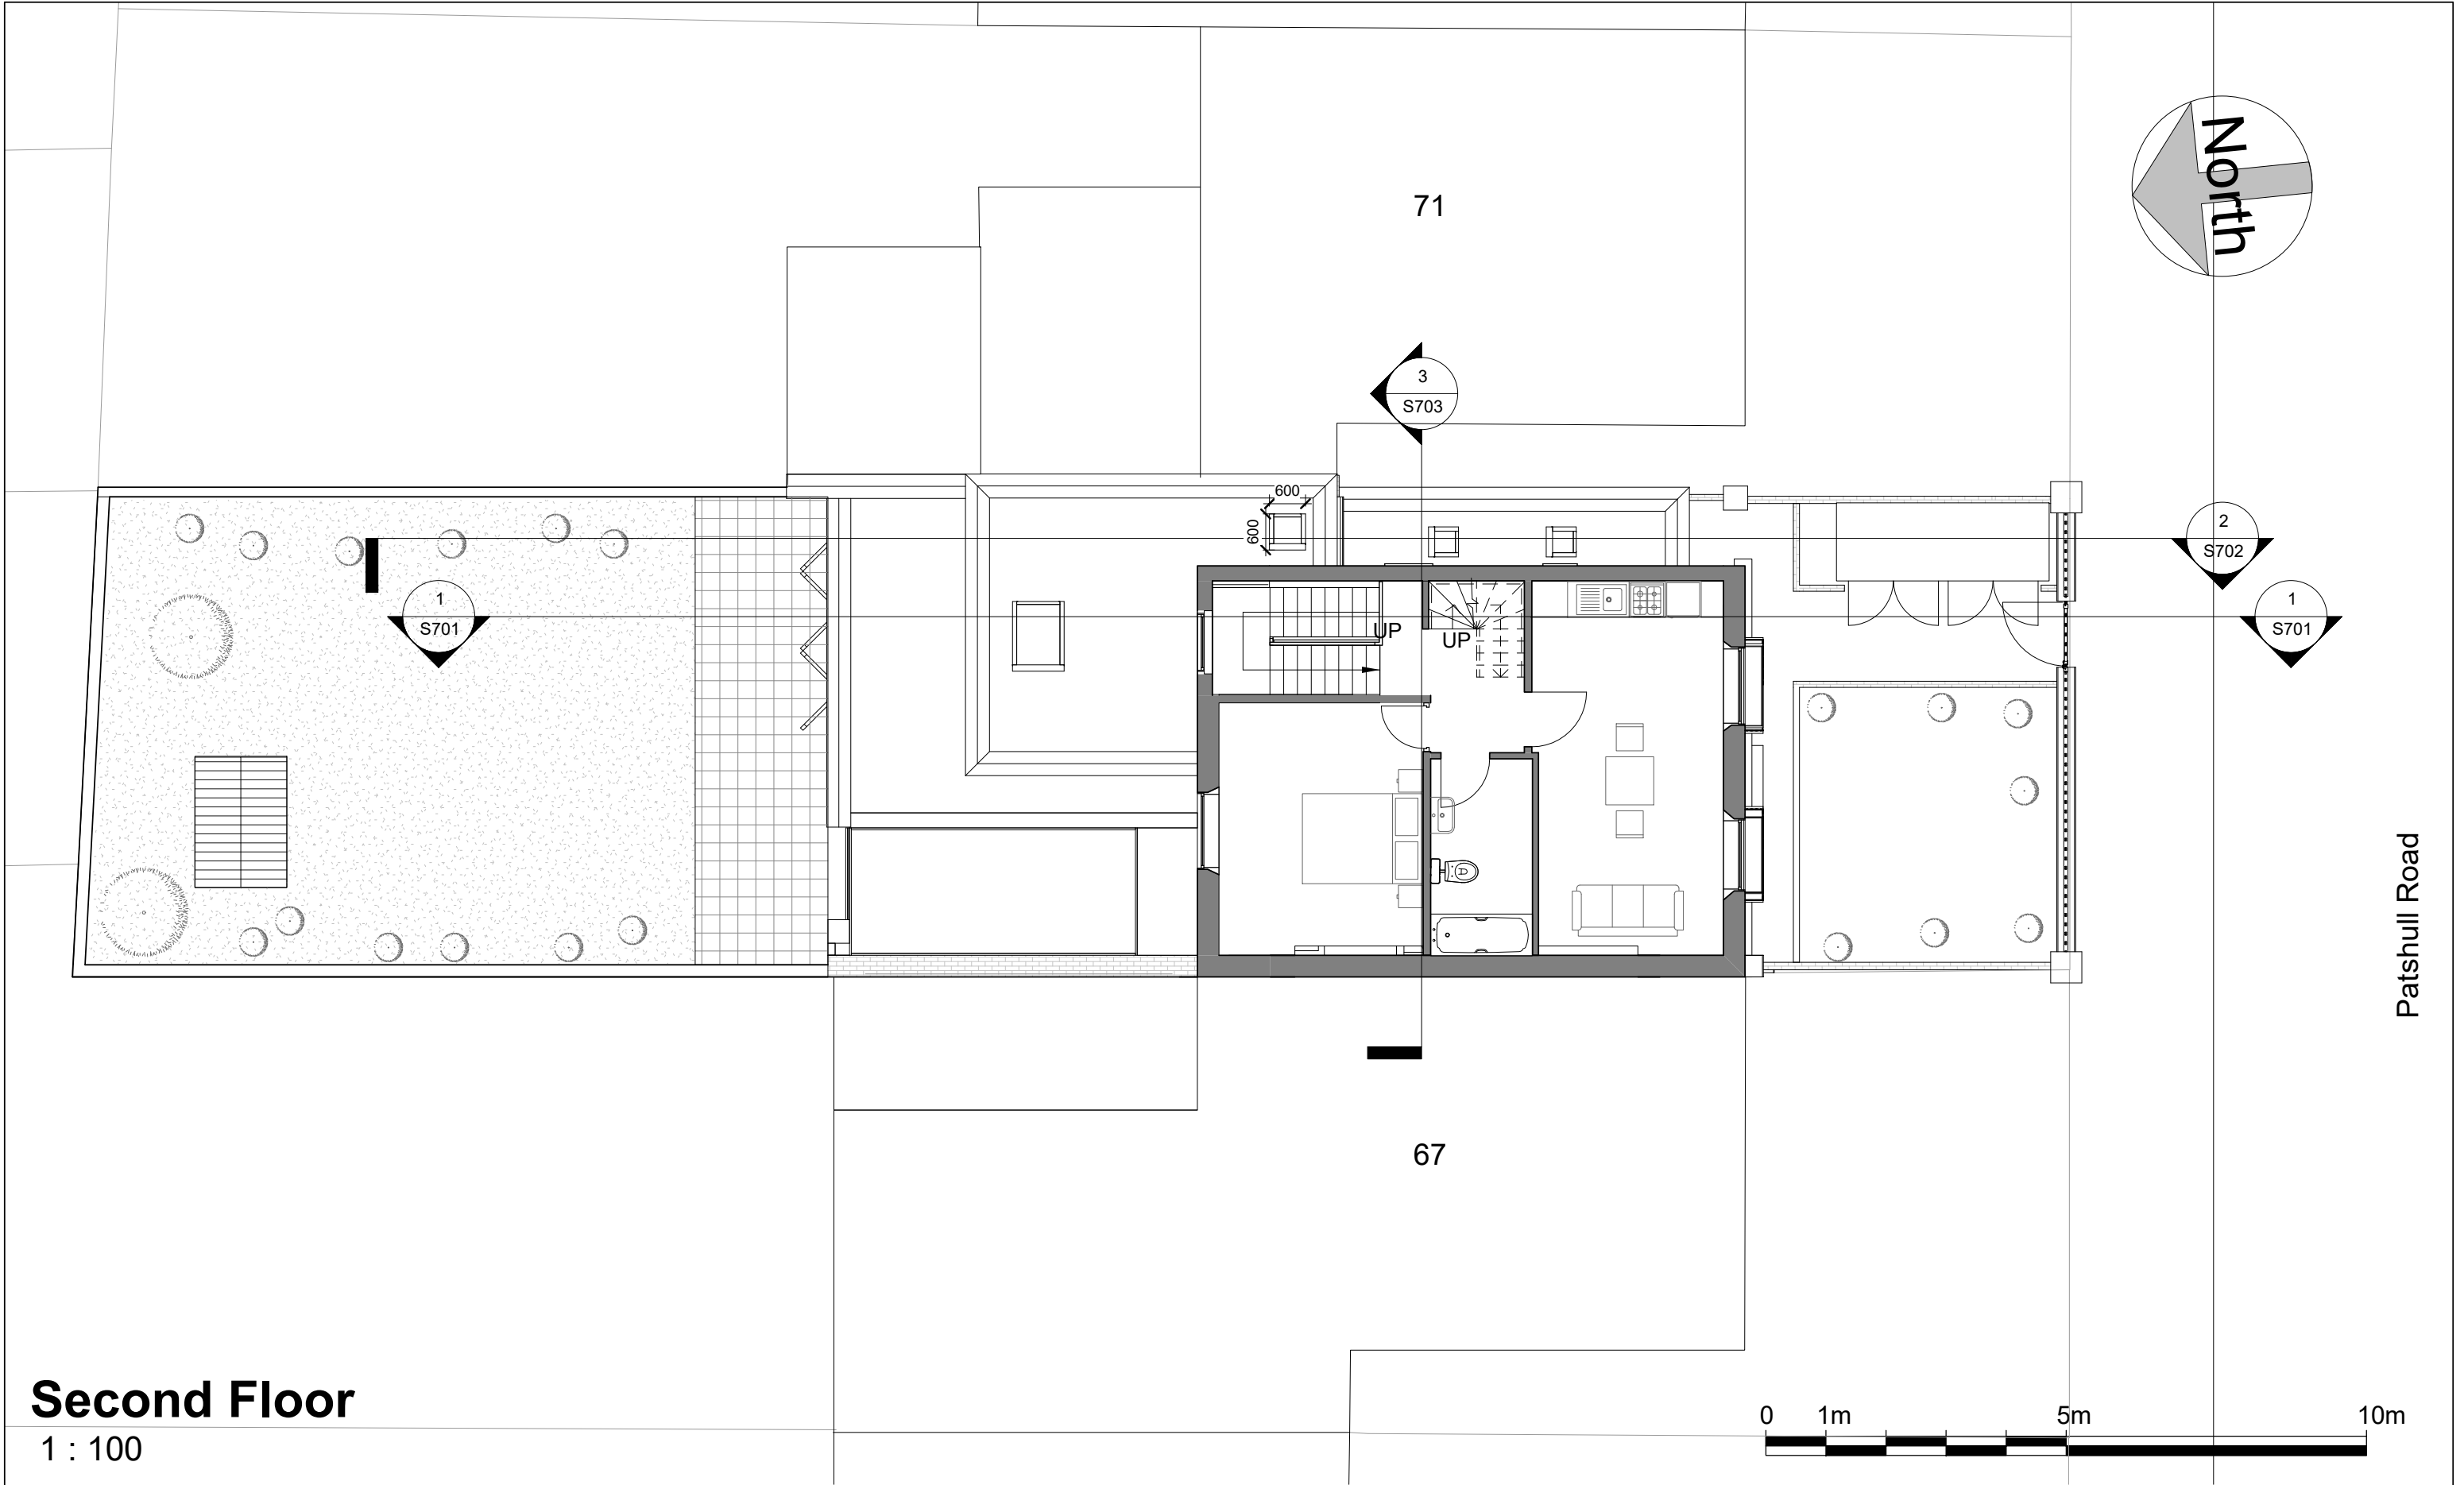 North
71
3
S703
600
600
2
S702
1
S701
1
S701
UP
UP
Patshull Road
67
Second Floor
1 : 100
0 1m 5m 10m